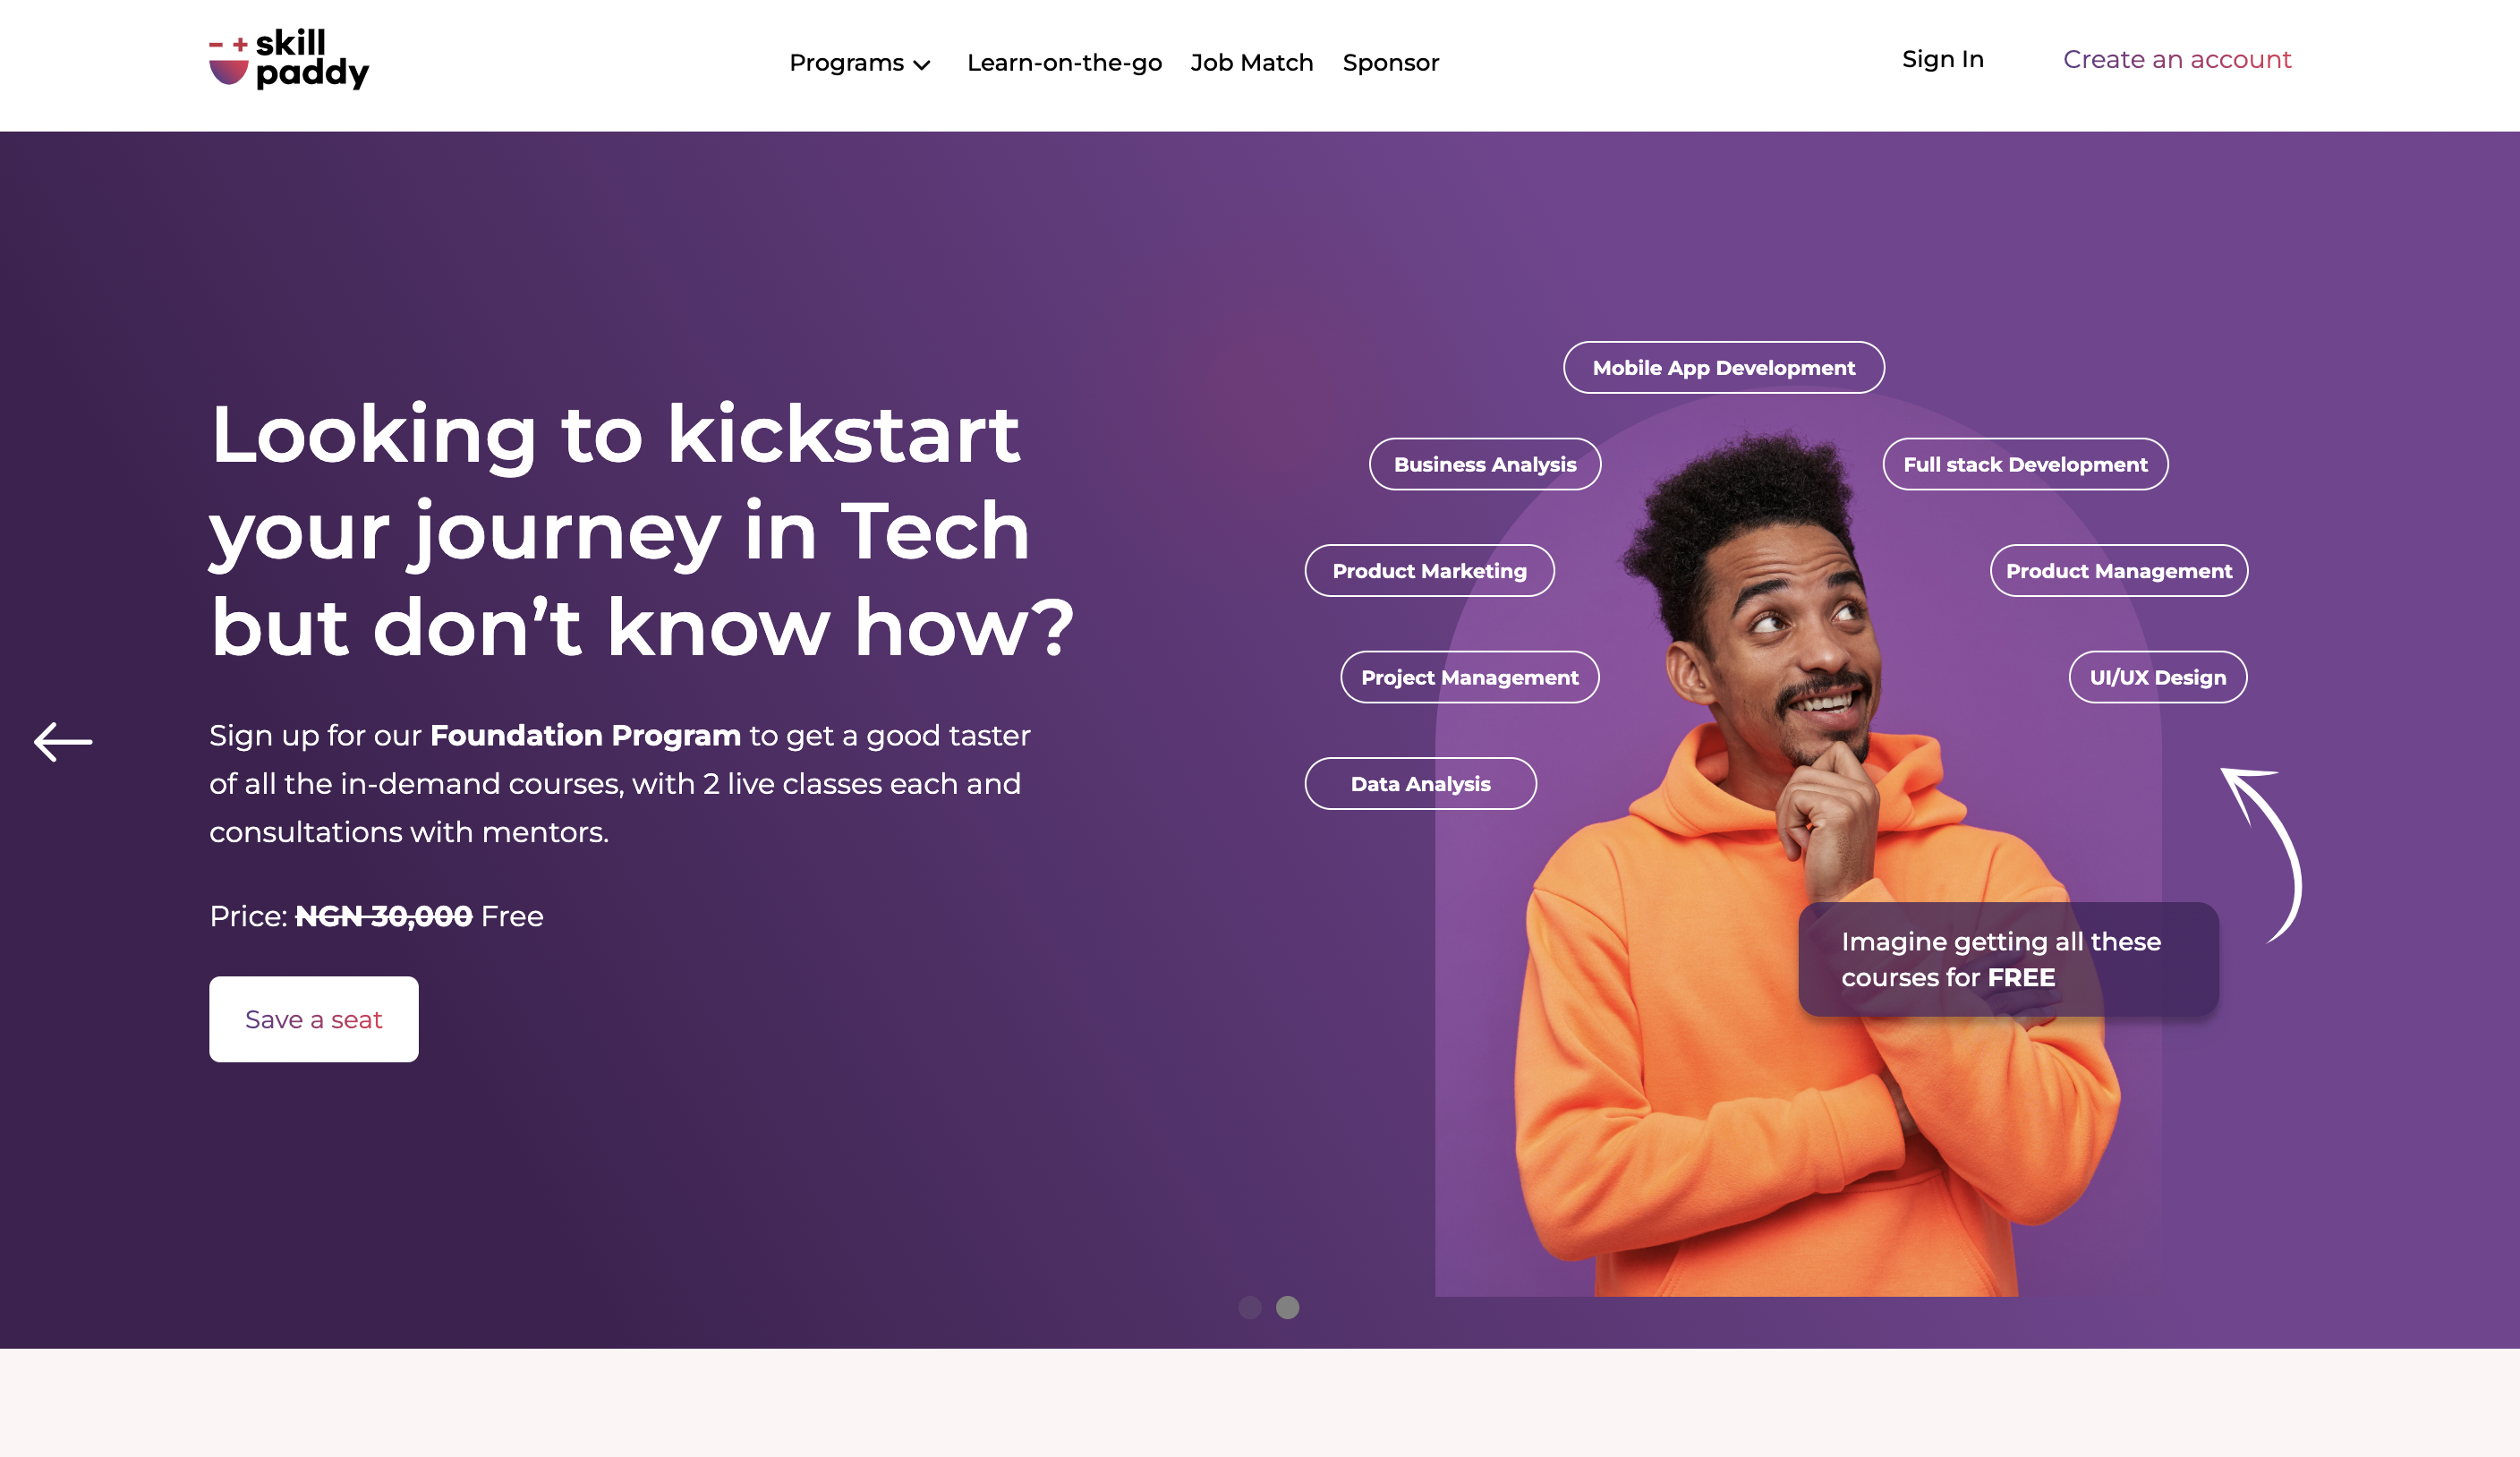 skill
paddy
Programs
Learn-on-the-go
Job Match
Sponsor
Sign In
Create an account
Looking to kickstart
your journey in Tech
but don’t know how?
Sign up for our Foundation Program to get a good taster
of all the in-demand courses, with 2 live classes each and
consultations with mentors.
Price: NGN 30,000 Free
Save a seat
Mobile App Development
Business Analysis
Full stack Development
Product Marketing
Product Management
Project Management
UI/UX Design
Data Analysis
Imagine getting all these
courses for FREE